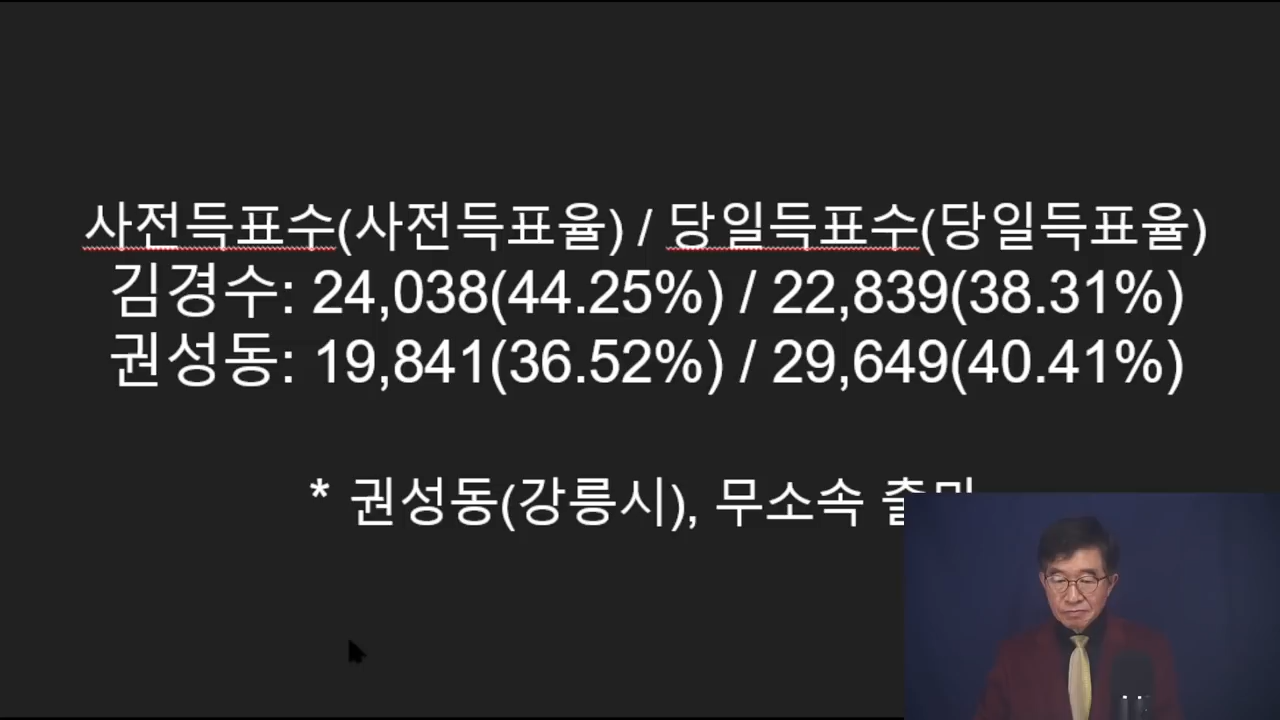 사전득표수(사전득표율) / 당일득표수(당일득표율)
김경수: 24,038(44.25%) / 22,839(38.31%)
권성동: 19,841(36.52%) / 29,649(40.41%)
* 권성동(강릉시), 무소속